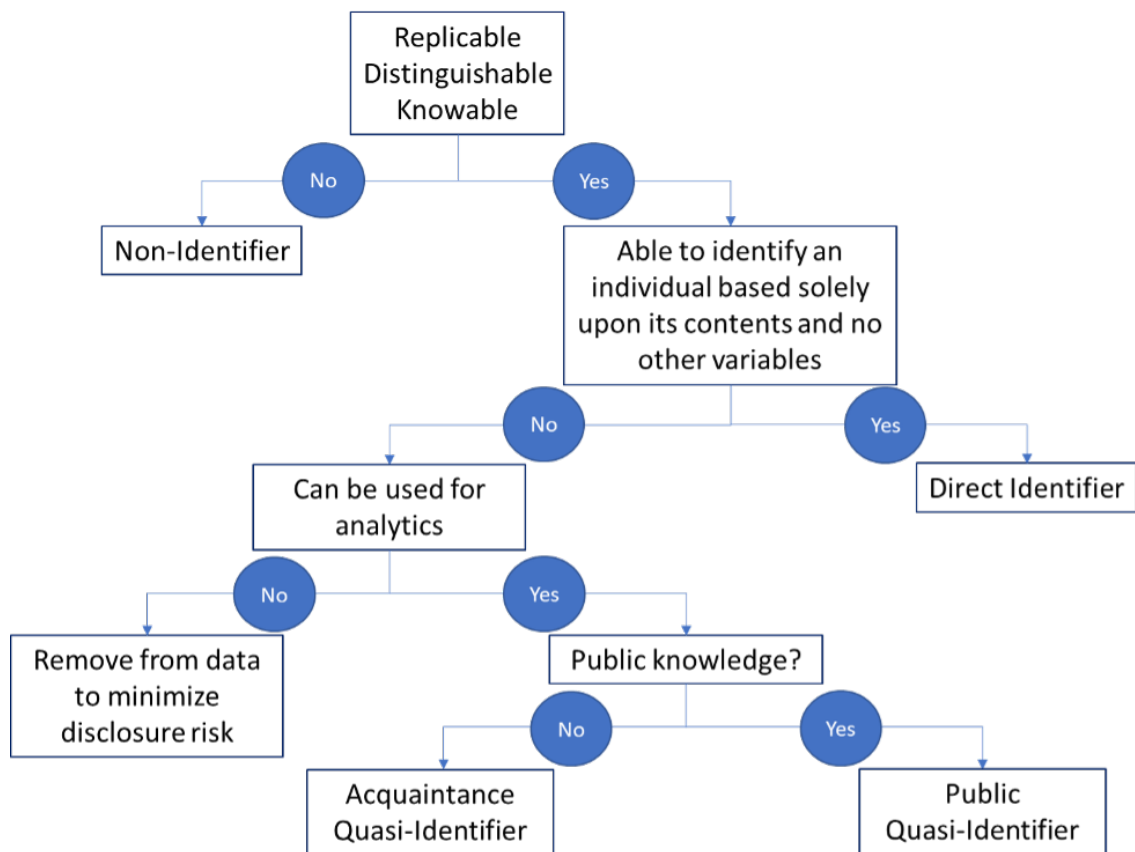 Replicable
Distinguishable
Knowable
No
Yes
Non-Identifier
Able to identify an
individual based solely
upon its contents and no
other variables
No
Yes
Can be used for
analytics
Direct Identifier
No
Yes
Remove from data
to minimize
disclosure risk
Public knowledge?
No
Yes
Acquaintance
Quasi-Identifier
Public
Quasi-Identifier